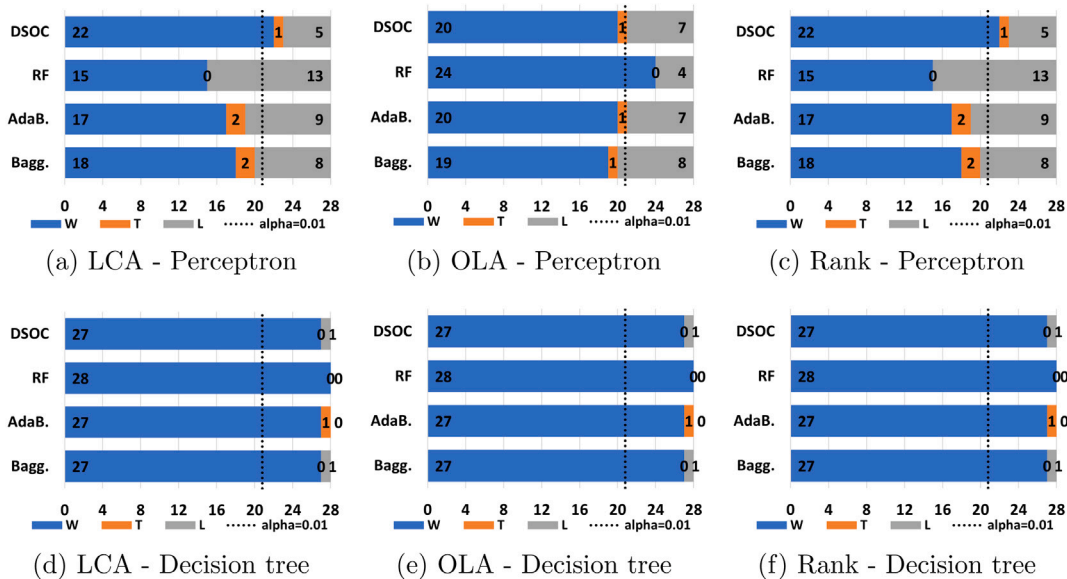 DSOC 22 1 5
RF 15 0 13
AdaB. 17 2 9
Bagg. 18 2 8
0 4 8 12 16 20 24 28
W T L alpha=0.01
(a) LCA - Perceptron
DSOC 20 1 7
RF 24 0 4
AdaB. 20 1 7
Bagg. 19 1 8
0 4 8 12 16 20 24 28
W T L alpha=0.01
(b) OLA - Perceptron
DSOC 22 1 5
RF 15 0 13
AdaB. 17 2 9
Bagg. 18 2 8
0 4 8 12 16 20 24 28
W T L alpha=0.01
(c) Rank - Perceptron
DSOC 27 0 1
RF 28 0 0
AdaB. 27 1 0
Bagg. 27 0 1
0 4 8 12 16 20 24 28
W T L alpha=0.01
(d) LCA - Decision tree
DSOC 27 0 1
RF 28 0 0
AdaB. 27 1 0
Bagg. 27 0 1
0 4 8 12 16 20 24 28
W T L alpha=0.01
(e) OLA - Decision tree
DSOC 27 0 1
RF 28 0 0
AdaB. 27 1 0
Bagg. 27 0 1
0 4 8 12 16 20 24 28
W T L alpha=0.01
(f) Rank - Decision tree